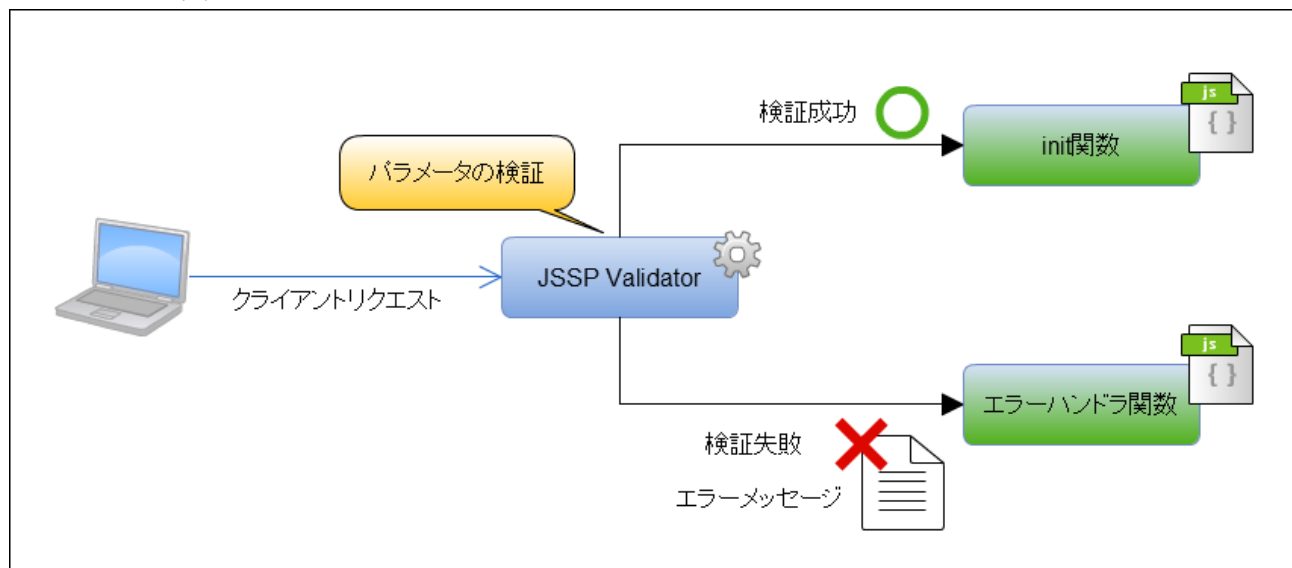 検証成功
js
{ }
init関数
パラメータの検証
JSSP Validator
クライアントリクエスト
js
{ }
エラーハンドラ関数
検証失敗
エラーメッセージ